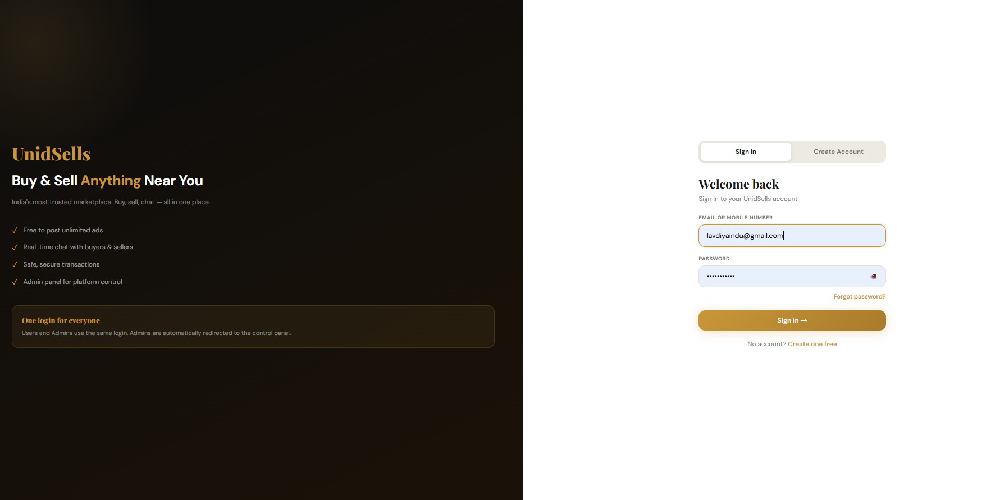 UnidSells
Buy & Sell Anything Near You
India's most trusted marketplace. Buy, sell, chat — all in one place.
✓ Free to post unlimited ads
✓ Real-time chat with buyers & sellers
✓ Safe, secure transactions
✓ Admin panel for platform control
One login for everyone
Users and Admins use the same login. Admins are automatically redirected to the control panel.
Sign In
Create Account
Welcome back
Sign in to your UnidSells account
EMAIL OR MOBILE NUMBER
lavdiyaindu@gmail.com
PASSWORD
•••••••••••
Forgot password?
Sign In →
No account? Create one free